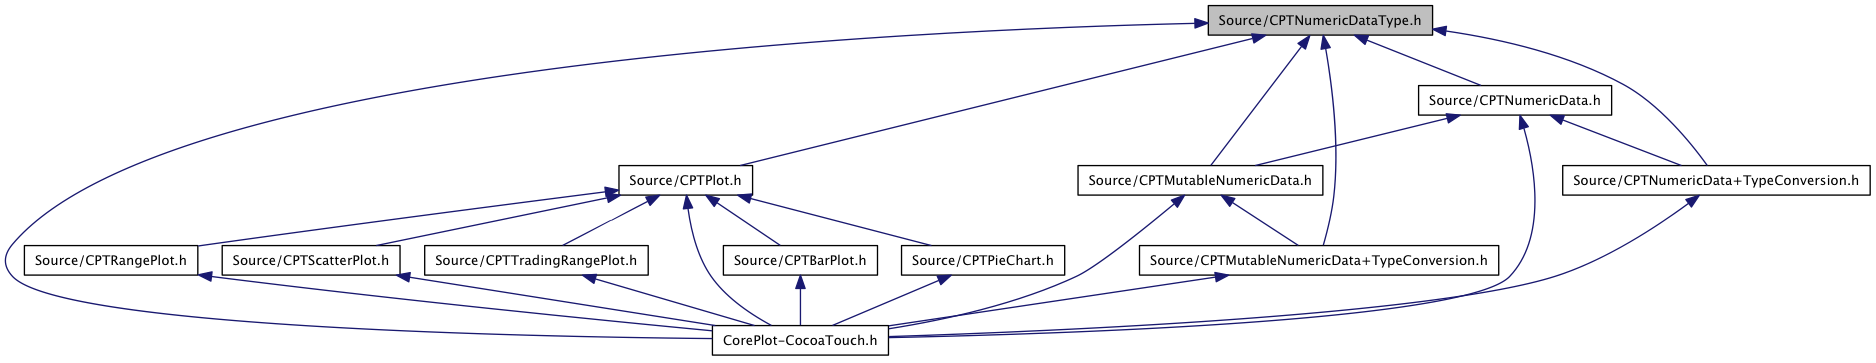 Source/CPTNumericDataType.h
Source/CPTNumericData.h
Source/CPTPlot.h
Source/CPTMutableNumericData.h
Source/CPTNumericData+TypeConversion.h
Source/CPTRangePlot.h
Source/CPTScatterPlot.h
Source/CPTTradingRangePlot.h
Source/CPTBarPlot.h
Source/CPTPieChart.h
Source/CPTMutableNumericData+TypeConversion.h
CorePlot-CocoaTouch.h